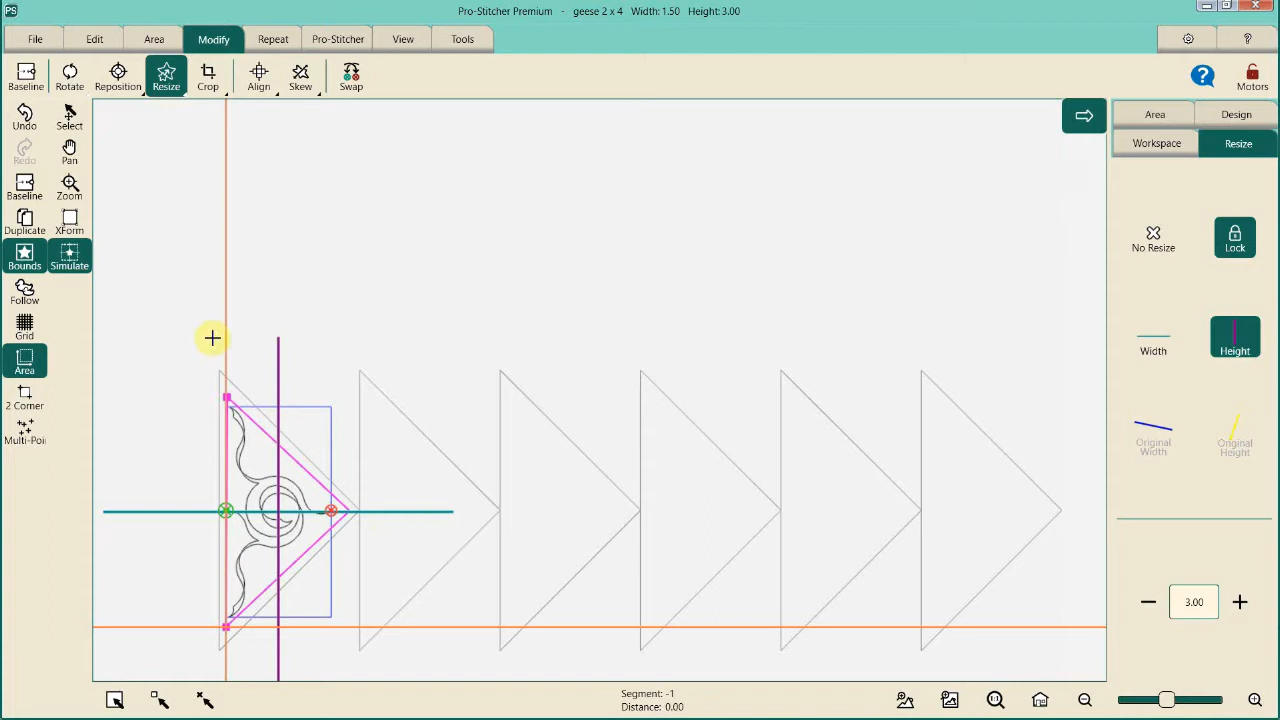 PS
Pro-Stitcher Premium - geese 2 x 4 Width:1.50 Height:3.00
File Edit Area Modify Repeat Pro-Stitcher View Tools ?
Baseline Rotate Reposition Resize Crop Align Skew Swap ? Motors
Undo Select
Redo Pan
Baseline Zoom
Duplicate XForm
Bounds Simulate
Follow
Grid
Area
2 Corner
Multi-Poi
Area Design
Workspace Resize
No Resize Lock
Width Height
Original Width Original Height
3.00
Segment: -1
Distance: 0.00